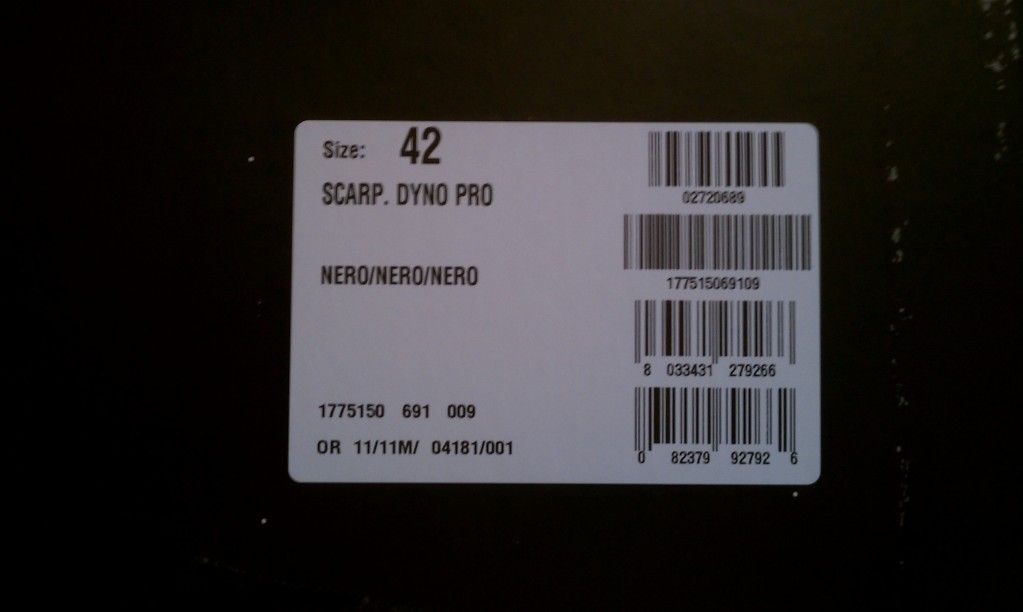 Size: 42
SCARP. DYNO PRO
NERO/NERO/NERO
1775150 691 009
OR 11/11M/ 04181/001
02720689
177515069109
8 033431 279266
0 82379 92792 6